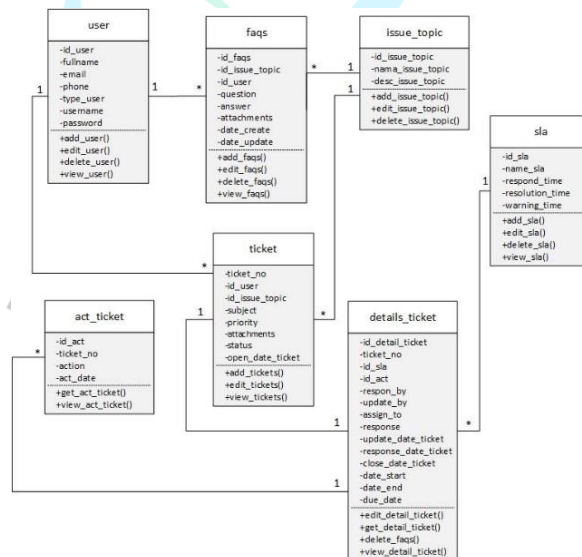 user
-id_user
-fullname
-email
-phone
-type_user
-username
-password
+add_user()
+edit_user()
+delete_user()
+view_user()
faqs
-id_faqs
-id_issue_topic
-id_user
-question
-answer
-attachments
-date_create
-date_update
+add_faqs()
+edit_faqs()
+delete_faqs()
+view_faqs()
issue_topic
-id_issue_topic
-nama_issue_topic
-desc_issue_topic
+add_issue_topic()
+edit_issue_topic()
+delete_issue_topic()
sla
-id_sla
-name_sla
-respond_time
-resolution_time
-warning_time
+add_sla()
+edit_sla()
+delete_sla()
+view_sla()
ticket
-ticket_no
-id_user
-id_issue_topic
-subject
-priority
-attachments
-status
-open_date_ticket
+add_tickets()
+edit_tickets()
+view_tickets()
act_ticket
-id_act
-ticket_no
-action
-act_date
+get_act_ticket()
+view_act_ticket()
details_ticket
-id_detail_ticket
-ticket_no
-id_sla
-id_act
-respon_by
-update_by
-assign_to
-response
-update_date_ticket
-response_date_ticket
-close_date_ticket
-date_start
-date_end
-due_date
+edit_detail_ticket()
+get_detail_ticket()
+delete_faqs()
+view_detail_ticket()
1
1
*
*
1
1
1
*
1
*
*
1
*
1